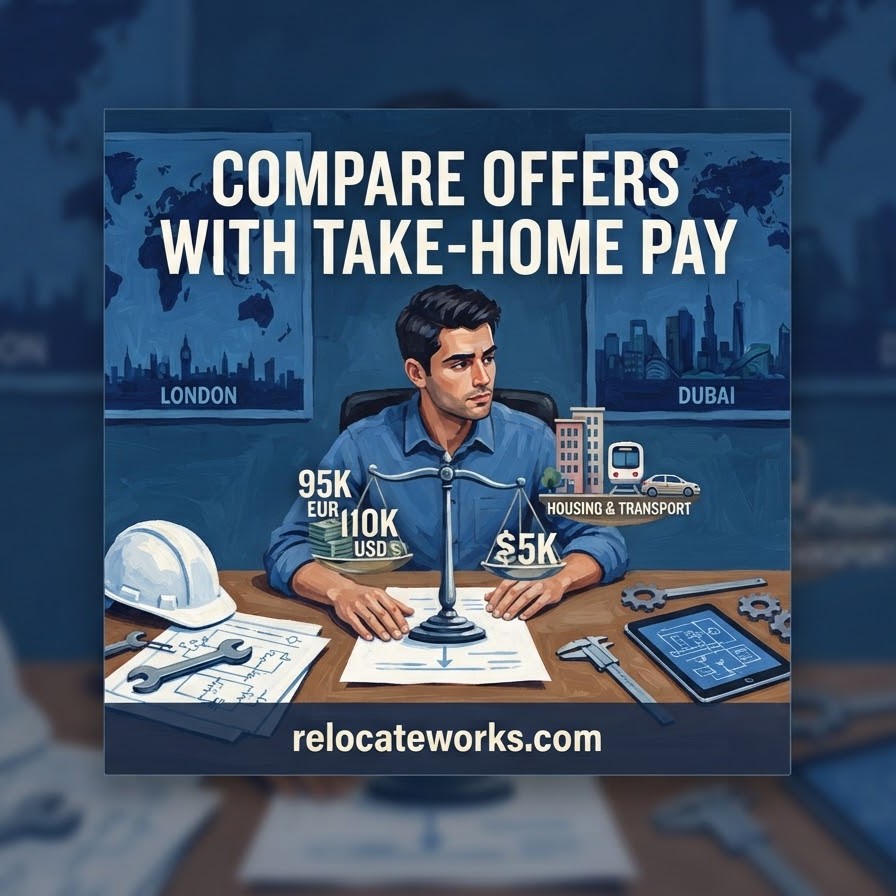 COMPARE OFFERS
WITH TAKE-HOME PAY
LONDON
DUBAI
95K
EUR
110K
USD
$5K
HOUSING & TRANSPORT
relocateworks.com